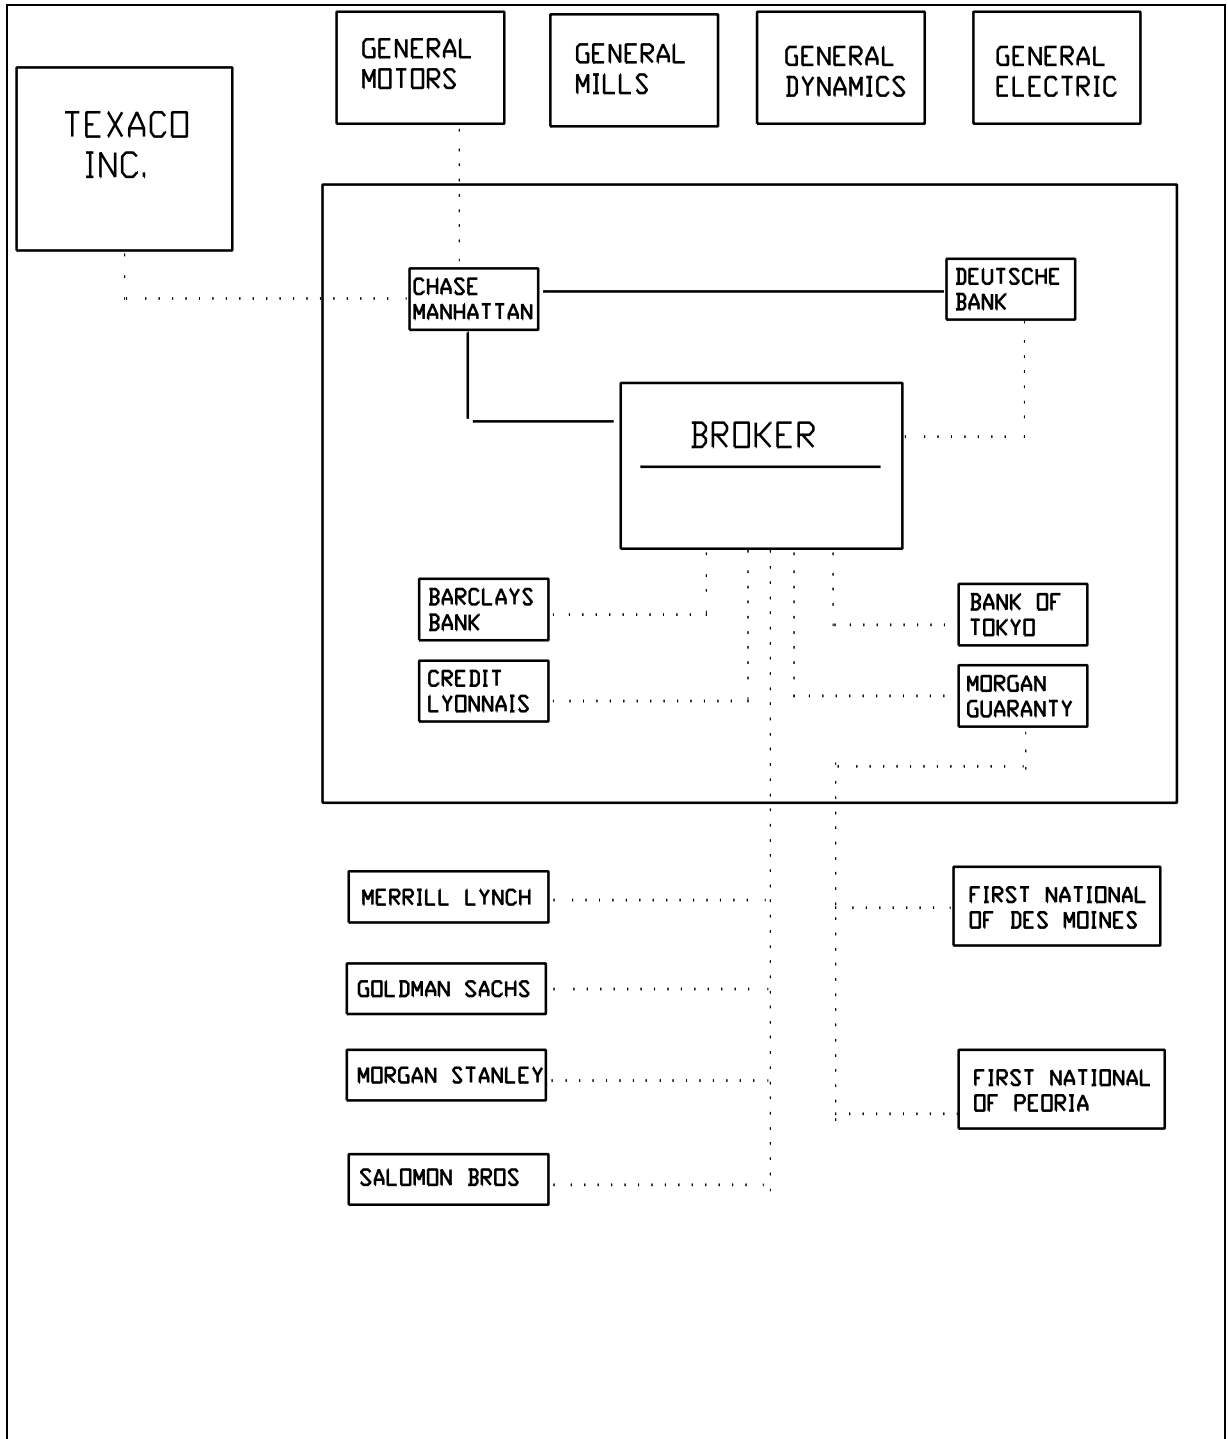 GENERAL
MOTORS
GENERAL
MILLS
GENERAL
DYNAMICS
GENERAL
ELECTRIC
TEXACO
INC.
CHASE
MANHATTAN
DEUTSCHE
BANK
BROKER
BARCLAYS
BANK
BANK OF
TOKYO
CREDIT
LYONNAIS
MORGAN
GUARANTY
MERRILL LYNCH
FIRST NATIONAL
OF DES MOINES
GOLDMAN SACHS
MORGAN STANLEY
FIRST NATIONAL
OF PEORIA
SALOMON BROS